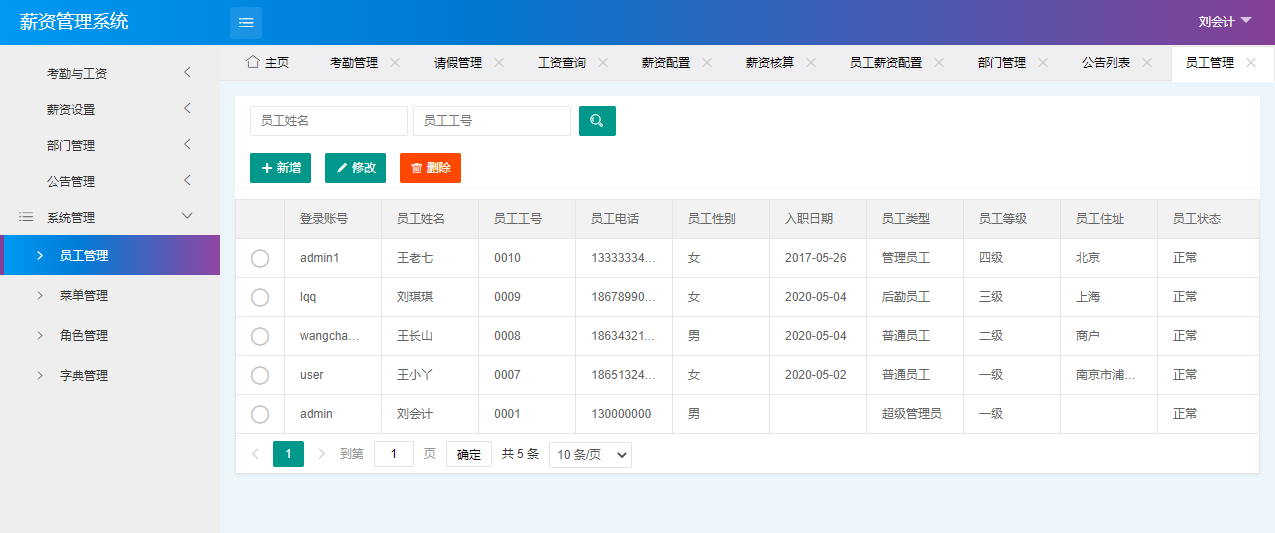 薪资管理系统
刘会计
考勤与工资
薪资设置
部门管理
公告管理
系统管理
员工管理
菜单管理
角色管理
字典管理
主页 考勤管理 请假管理 工资查询 薪资配置 薪资核算 员工薪资配置 部门管理 公告列表 员工管理
员工姓名 员工工号
新增 修改 删除
登录账号 员工姓名 员工工号 员工电话 员工性别 入职日期 员工类型 员工等级 员工住址 员工状态
admin1 王老七 0010 13333334... 女 2017-05-26 管理员工 四级 北京 正常
lqq 刘琪琪 0009 18678990... 女 2020-05-04 后勤员工 三级 上海 正常
wangcha... 王长山 0008 18634321... 男 2020-05-04 普通员工 二级 商户 正常
user 王小丫 0007 18651324... 女 2020-05-02 普通员工 一级 南京市浦... 正常
admin 刘会计 0001 130000000 男 超级管理员 一级 正常
1 到第 1 页 确定 共 5 条 10 条/页